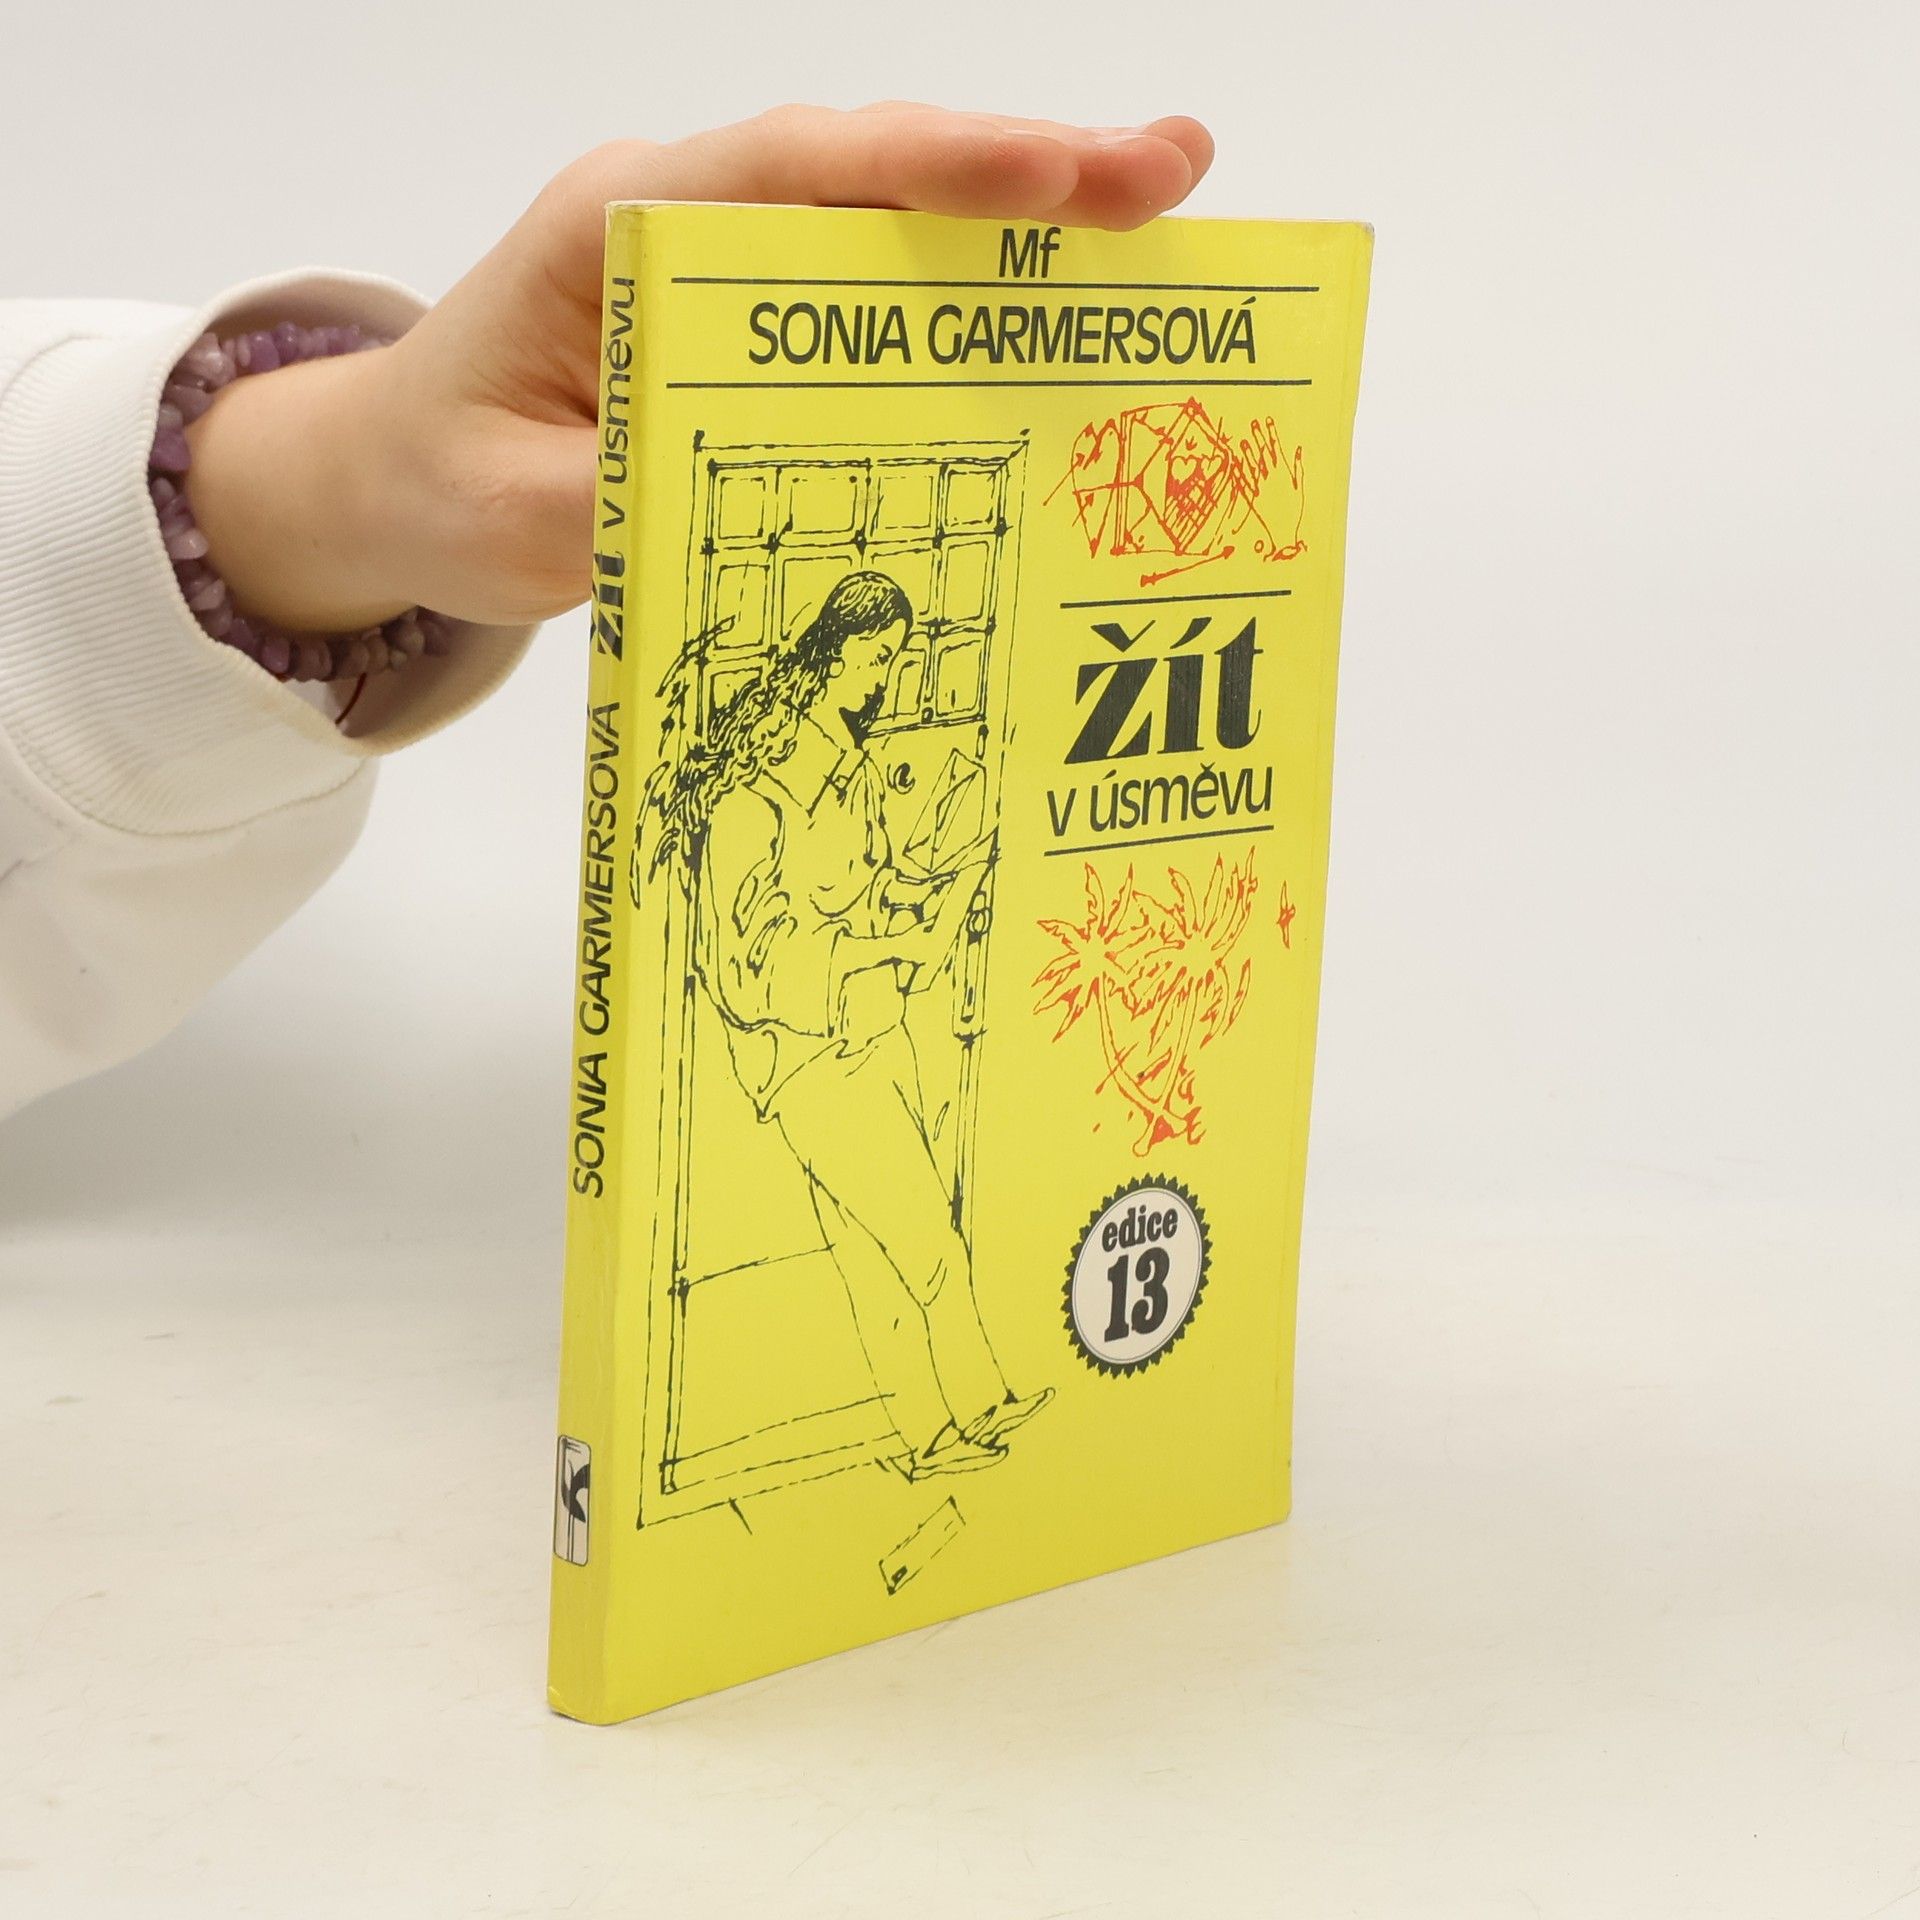 Mf
SONIA GARMERSOVÁ
žít
v úsměvu
edice
13
SONIA GARMERSOVÁ žít v úsměvu